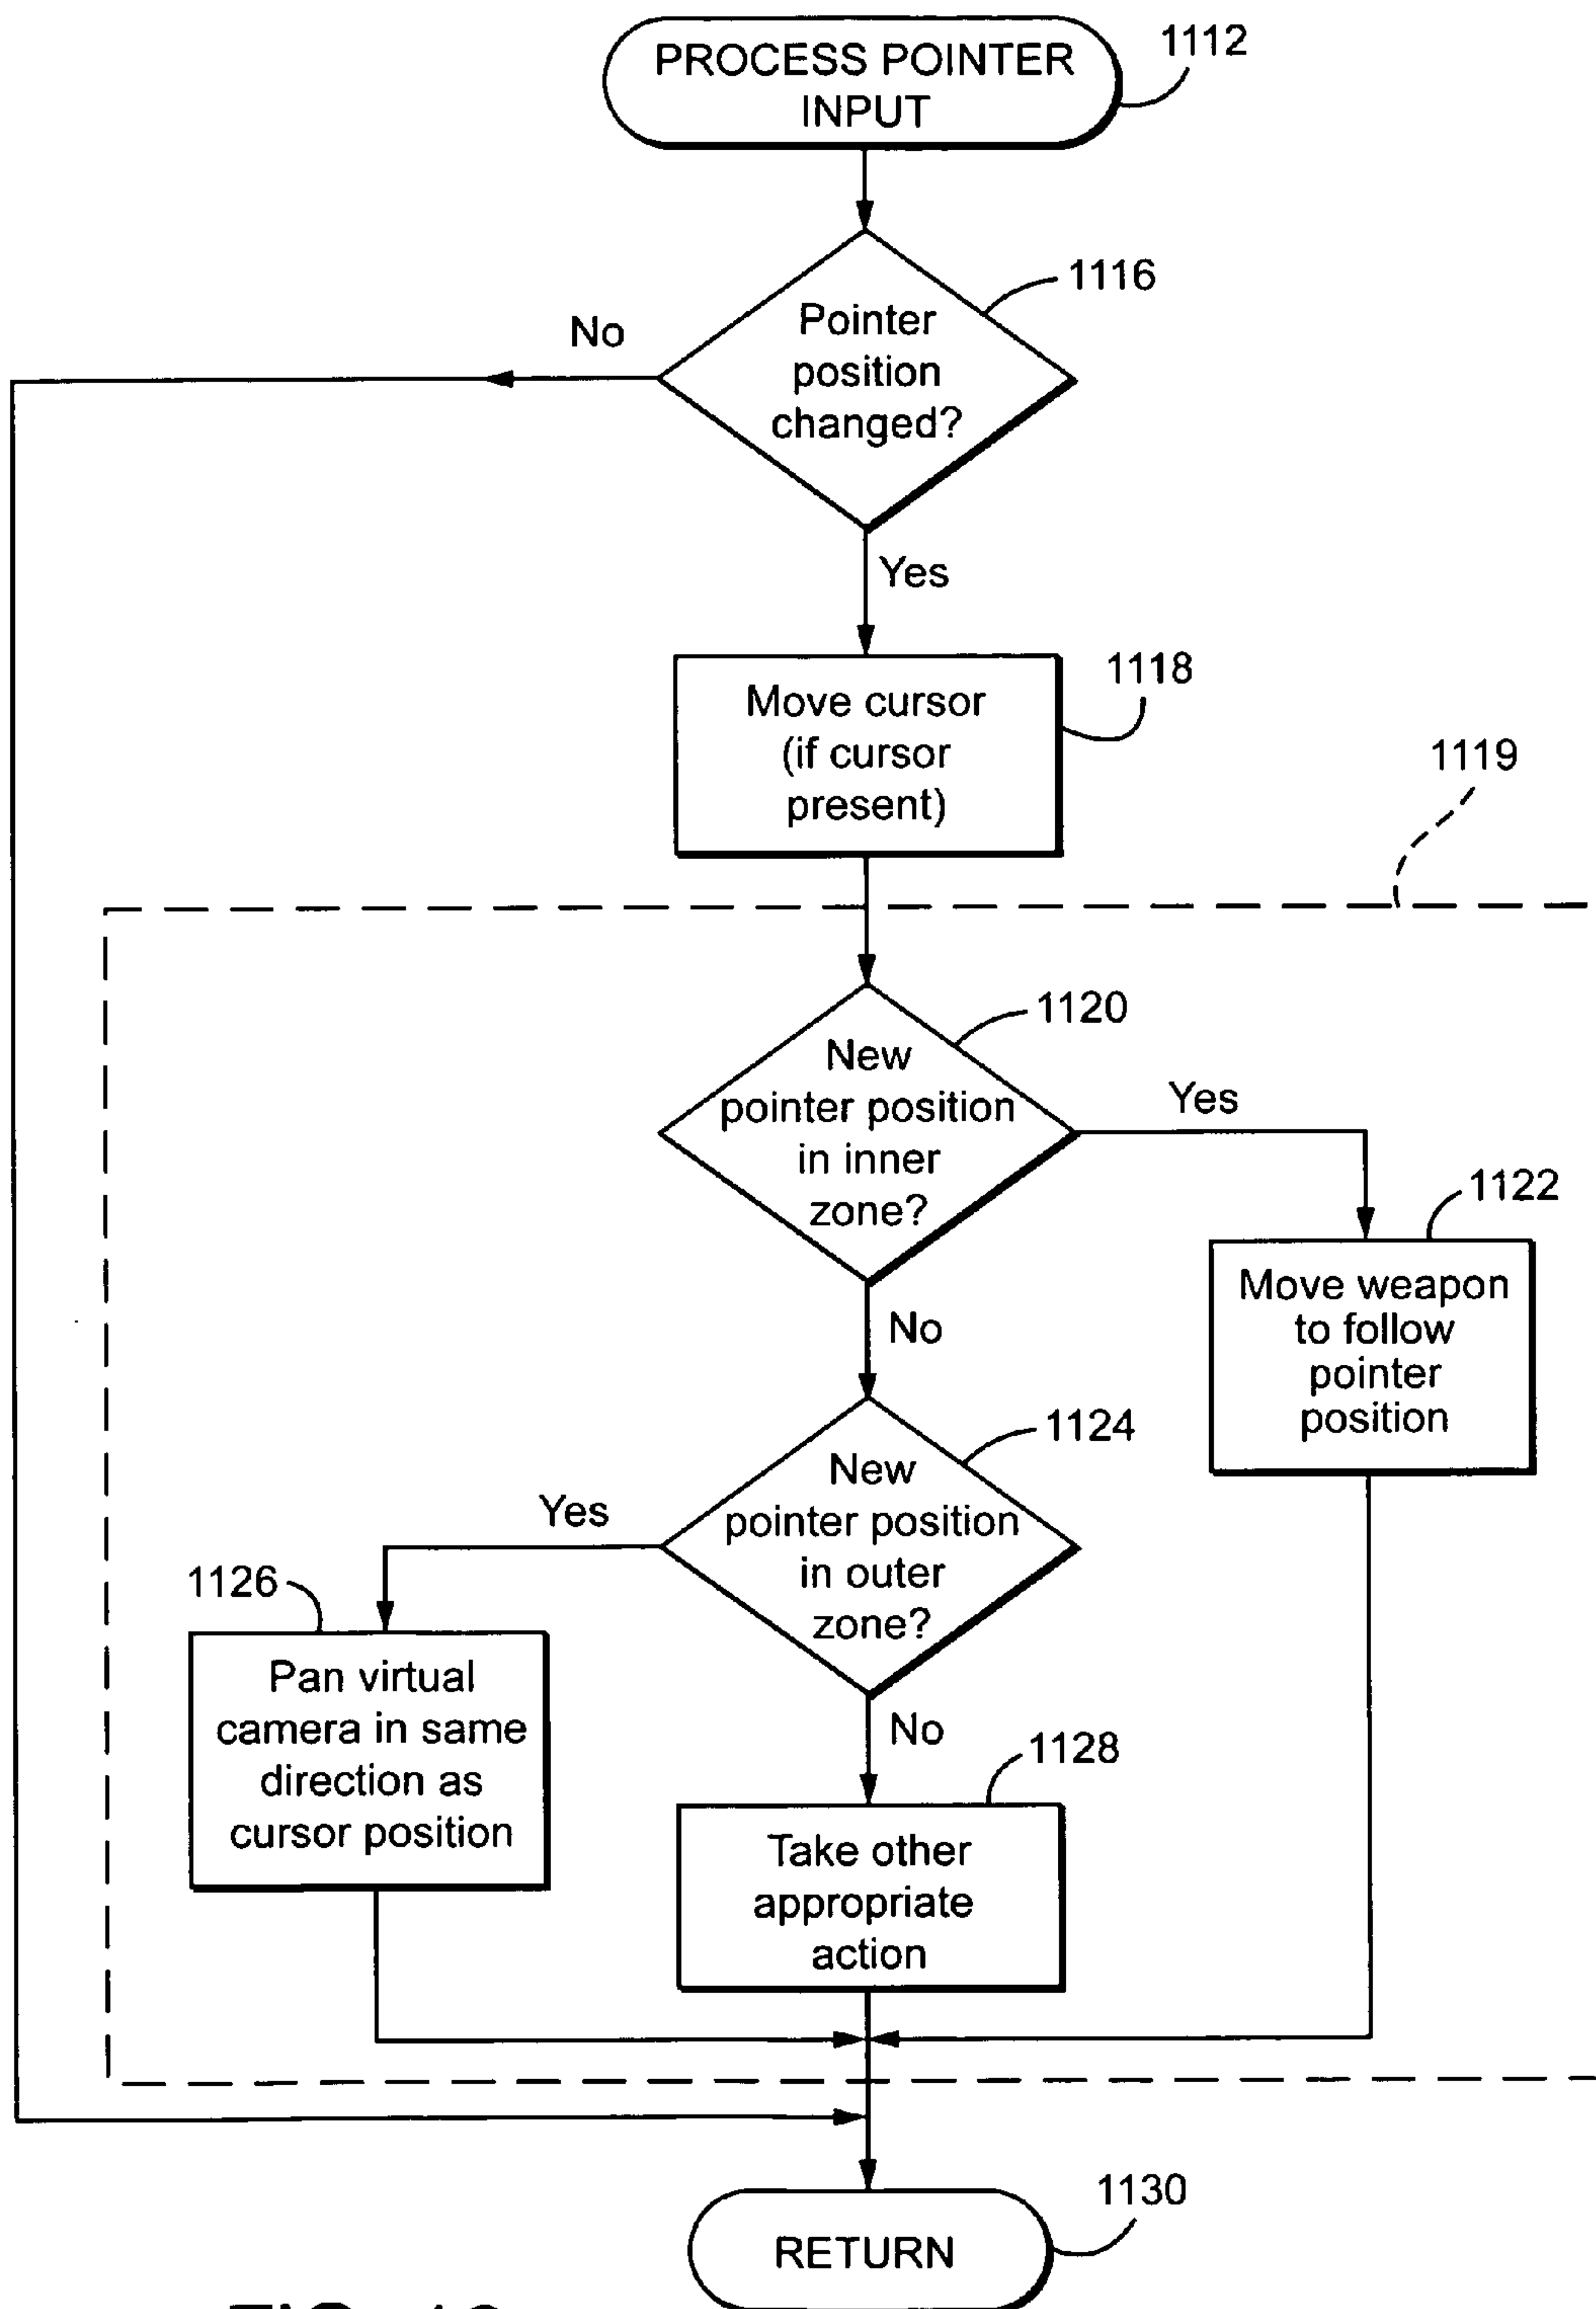 PROCESS POINTER
INPUT
1112
Pointer
position
changed?
1116
No
Yes
Move cursor
(if cursor
present)
1118
1119
New
pointer position
in inner
zone?
1120
Yes
No
Move weapon
to follow
pointer
position
1122
New
pointer position
in outer
zone?
1124
Yes
No
Pan virtual
camera in same
direction as
cursor position
1126
Take other
appropriate
action
1128
RETURN
1130